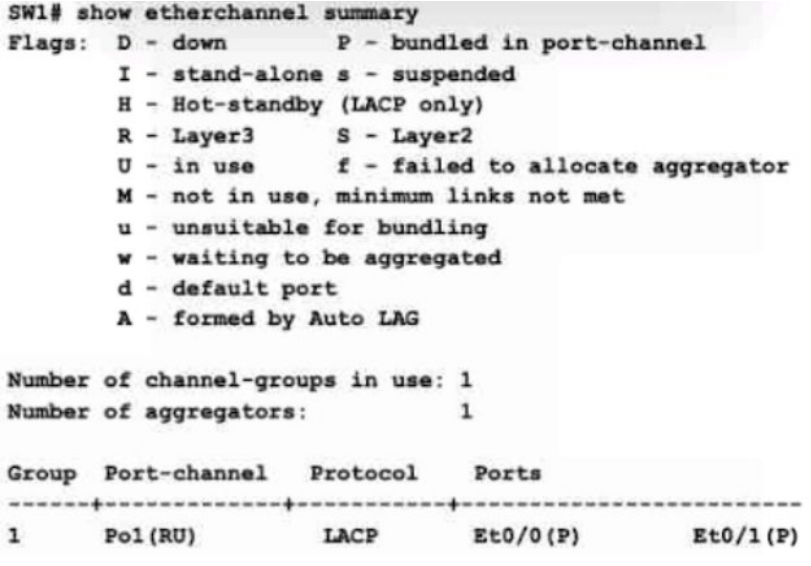 SW1# show etherchannel summary
Flags: D - down P - bundled in port-channel
I - stand-alone s - suspended
H - Hot-standby (LACP only)
R - Layer3 S - Layer2
U - in use f - failed to allocate aggregator
M - not in use, minimum links not met
u - unsuitable for bundling
w - waiting to be aggregated
d - default port
A - formed by Auto LAG
Number of channel-groups in use: 1
Number of aggregators: 1
Group Port-channel Protocol Ports
------+-------------+-----------+-----------------------------------------------
1 Po1(RU) LACP Et0/0(P) Et0/1(P)